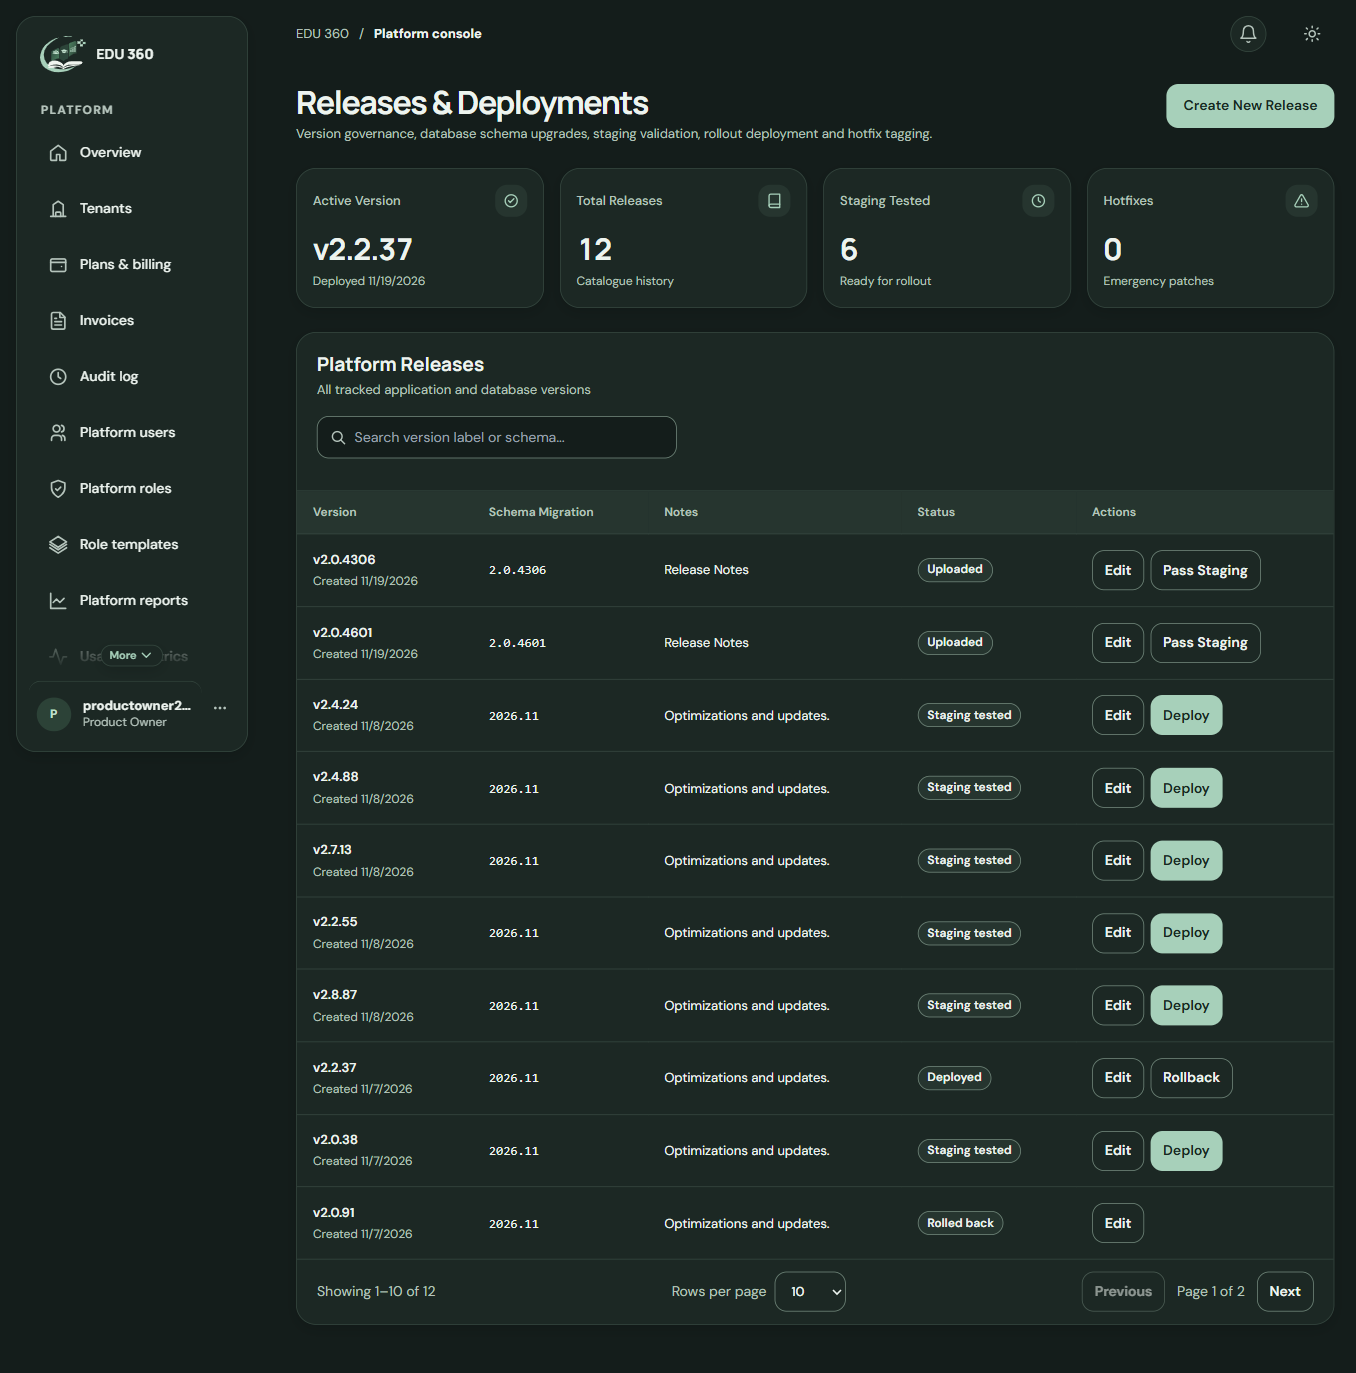 EDU 360
PLATFORM
Overview
Tenants
Plans & billing
Invoices
Audit log
Platform users
Platform roles
Role templates
Platform reports
More
productowner2...
Product Owner
P
EDU 360 / Platform console
Releases & Deployments
Version governance, database schema upgrades, staging validation, rollout deployment and hotfix tagging.
Create New Release
Active Version
v2.2.37
Deployed 11/19/2026
Total Releases
12
Catalogue history
Staging Tested
6
Ready for rollout
Hotfixes
0
Emergency patches
Platform Releases
All tracked application and database versions
Search version label or schema...
Version Schema Migration Notes Status Actions
v2.0.4306
Created 11/19/2026
2.0.4306 Release Notes Uploaded Edit Pass Staging
v2.0.4601
Created 11/19/2026
2.0.4601 Release Notes Uploaded Edit Pass Staging
v2.4.24
Created 11/8/2026
2026.11 Optimizations and updates. Staging tested Edit Deploy
v2.4.88
Created 11/8/2026
2026.11 Optimizations and updates. Staging tested Edit Deploy
v2.7.13
Created 11/8/2026
2026.11 Optimizations and updates. Staging tested Edit Deploy
v2.2.55
Created 11/8/2026
2026.11 Optimizations and updates. Staging tested Edit Deploy
v2.8.87
Created 11/8/2026
2026.11 Optimizations and updates. Staging tested Edit Deploy
v2.2.37
Created 11/7/2026
2026.11 Optimizations and updates. Deployed Edit Rollback
v2.0.38
Created 11/7/2026
2026.11 Optimizations and updates. Staging tested Edit Deploy
v2.0.91
Created 11/7/2026
2026.11 Optimizations and updates. Rolled back Edit
Showing 1–10 of 12 Rows per page 10 Previous Page 1 of 2 Next